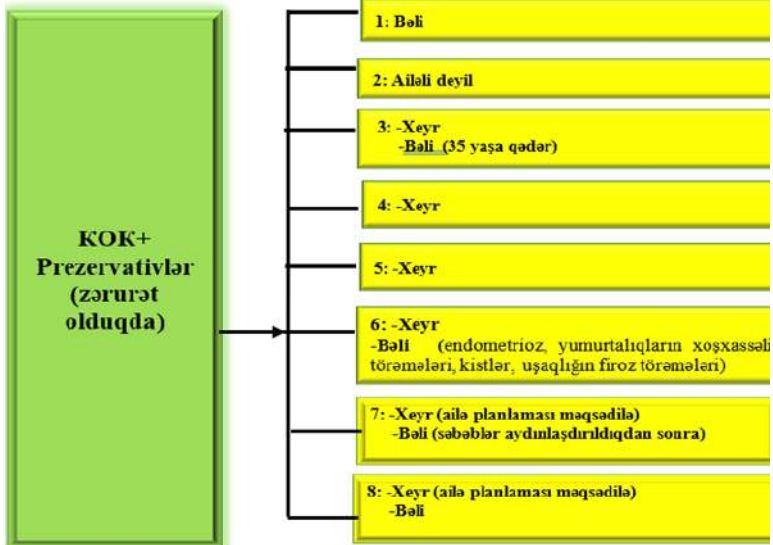 KOK+
Prezervativlər
(zərurət
olduqda)
1: Bəli
2: Ailəli deyil
3: -Xeyr
-Bəli (35 yaşa qədər)
4: -Xeyr
5: -Xeyr
6: -Xeyr
-Bəli (endometrioz, yumurtalıqların xoşxassəli
törəmələri, kistlər, uşaqlığın firoz törəmələri)
7: -Xeyr (ailə planlaması məqsədilə)
-Bəli (səbəblər aydınlaşdırıldıqdan sonra)
8: -Xeyr (ailə planlaması məqsədilə)
-Bəli